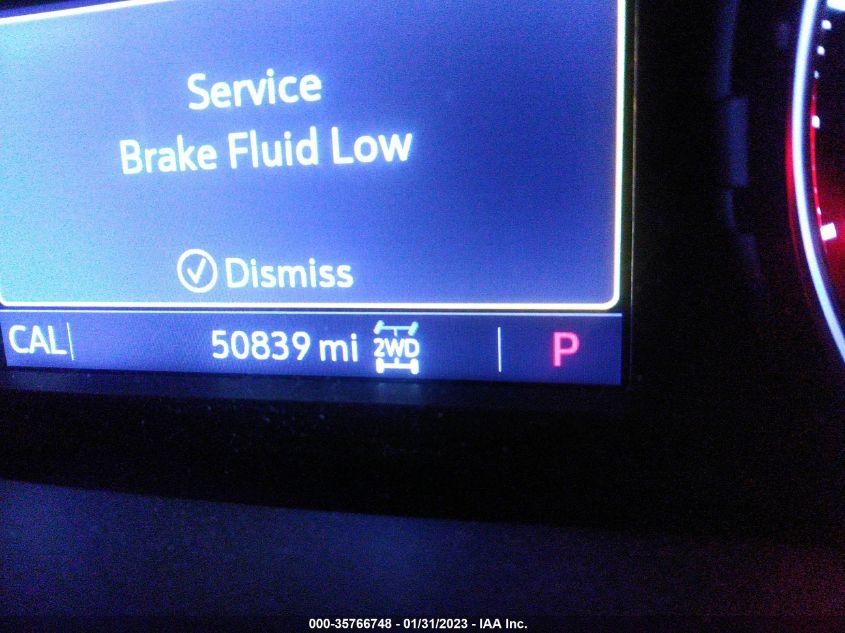 Service
Brake Fluid Low
Dismiss
CAL 50839 mi 2WD P
000-35766748 - 01/31/2023 - IAA Inc.